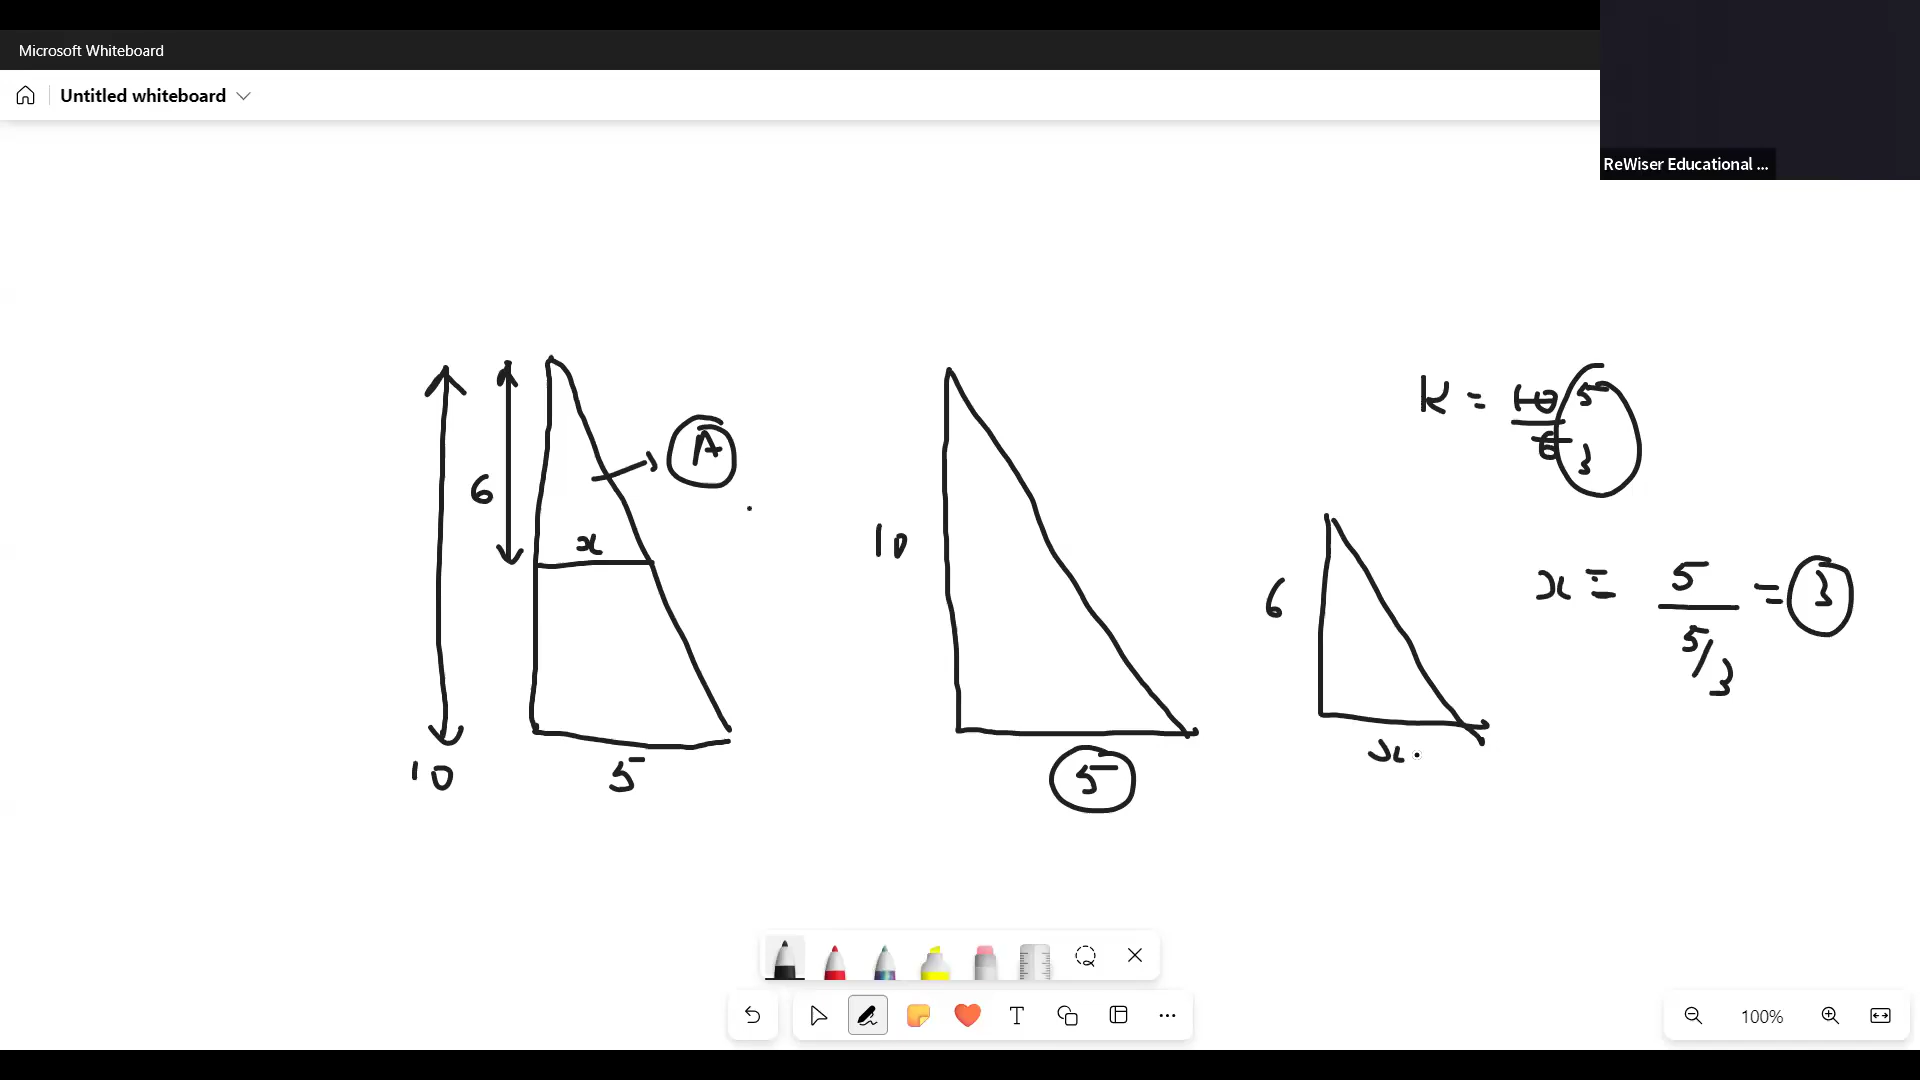 Microsoft Whiteboard
Untitled whiteboard
ReWiser Educational ...
6
x
A
10
5
10
5
K = 10/6 5/3
6
x
x = 5/5/3 = 3
100%